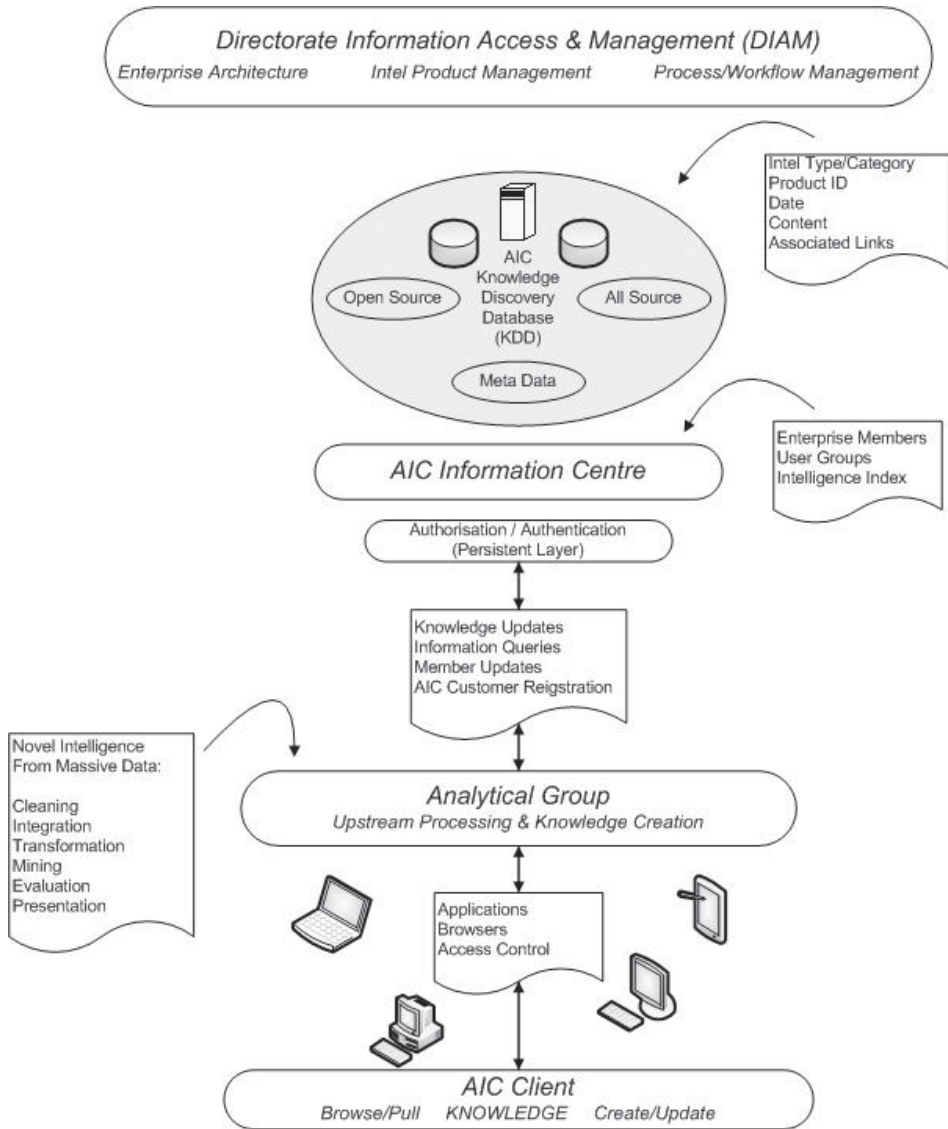 Directorate Information Access & Management (DIAM)
Enterprise Architecture Intel Product Management Process/Workflow Management
Intel Type/Category
Product ID
Date
Content
Associated Links
AIC
Knowledge
Discovery
Database
(KDD)
Open Source
All Source
Meta Data
Enterprise Members
User Groups
Intelligence Index
AIC Information Centre
Authorisation / Authentication
(Persistent Layer)
Knowledge Updates
Information Queries
Member Updates
AIC Customer Reigstration
Novel Intelligence
From Massive Data:
Cleaning
Integration
Transformation
Mining
Evaluation
Presentation
Analytical Group
Upstream Processing & Knowledge Creation
Applications
Browsers
Access Control
AIC Client
Browse/Pull KNOWLEDGE Create/Update